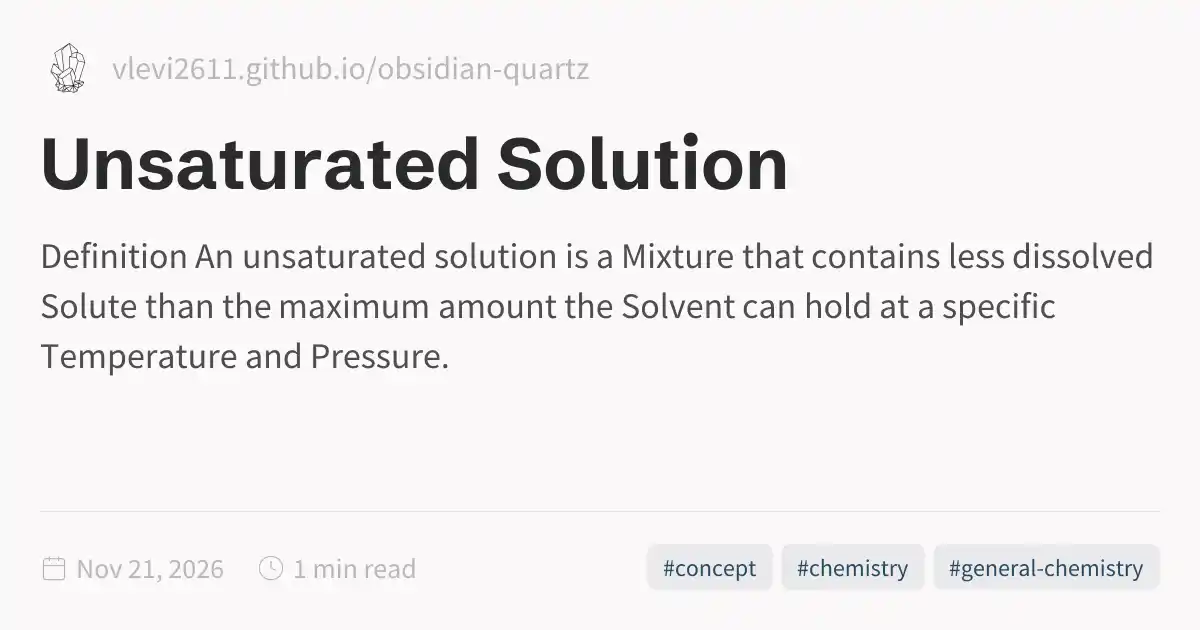 vlevi2611.github.io/obsidian-quartz
Unsaturated Solution
Definition An unsaturated solution is a Mixture that contains less dissolved
Solute than the maximum amount the Solvent can hold at a specific
Temperature and Pressure.
Nov 21, 2026 1 min read #concept #chemistry #general-chemistry